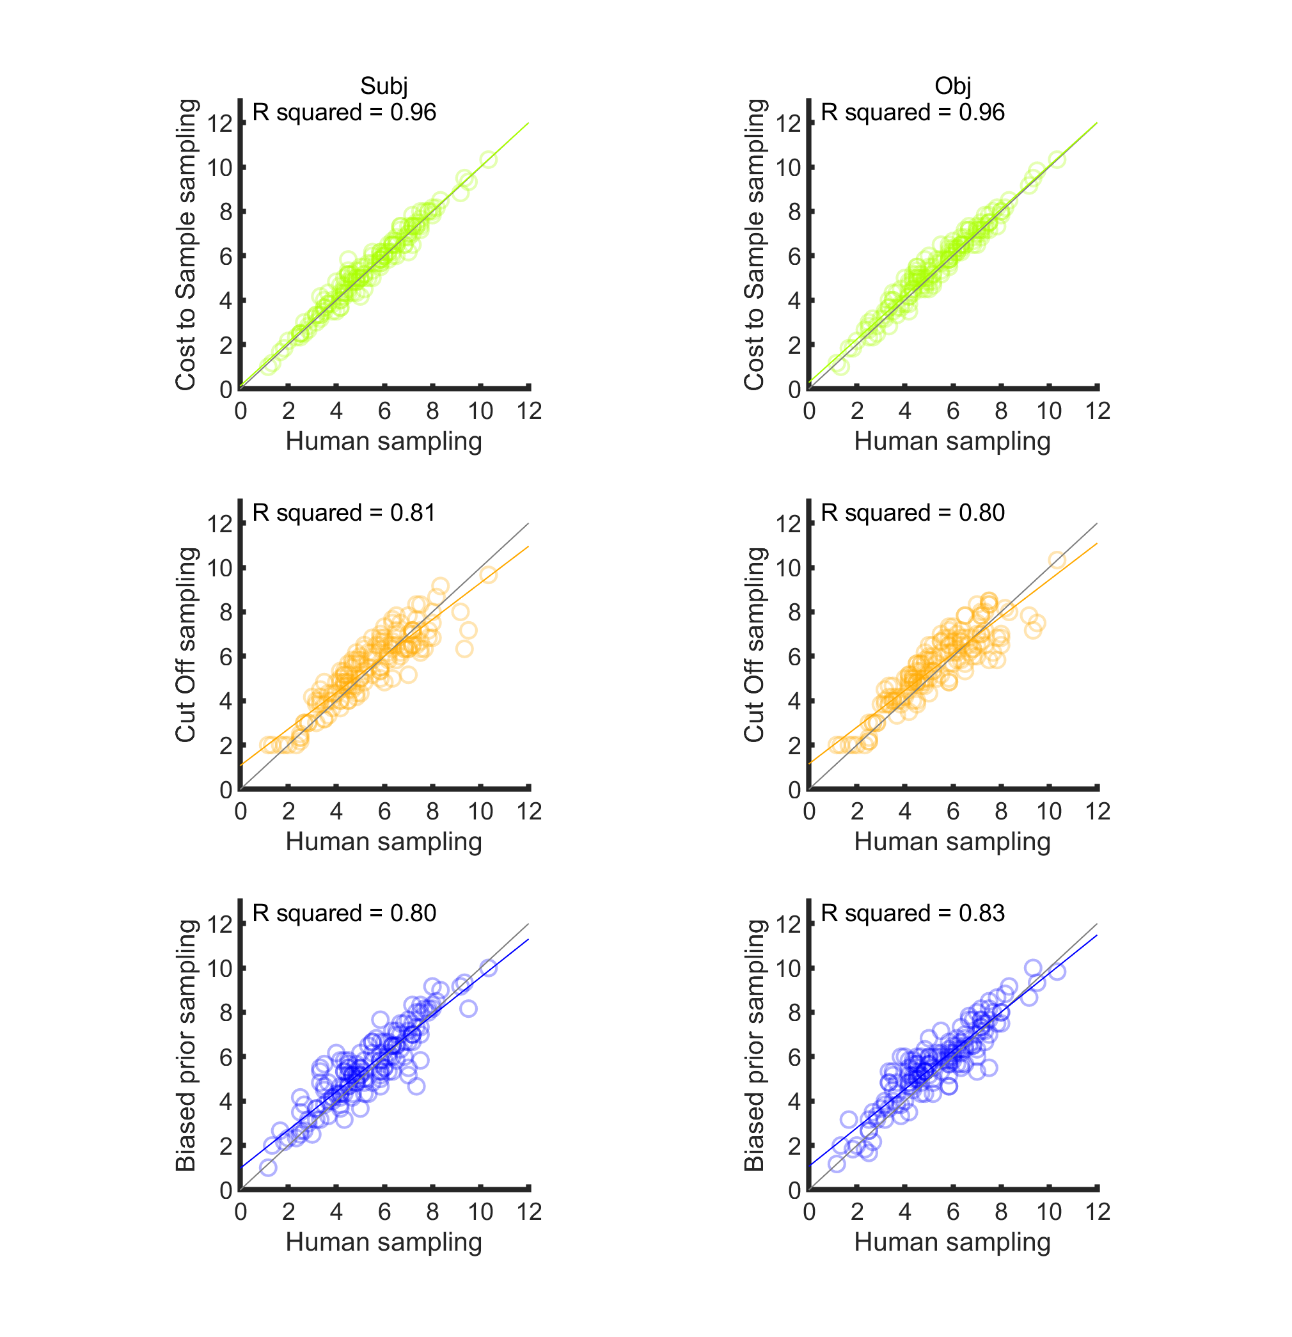 Subj
R squared = 0.96
Cost to Sample sampling
12
10
8
6
4
2
0
0 2 4 6 8 10 12
Human sampling
Obj
R squared = 0.96
Cost to Sample sampling
12
10
8
6
4
2
0
0 2 4 6 8 10 12
Human sampling
R squared = 0.81
Cut Off sampling
12
10
8
6
4
2
0
0 2 4 6 8 10 12
Human sampling
R squared = 0.80
Cut Off sampling
12
10
8
6
4
2
0
0 2 4 6 8 10 12
Human sampling
R squared = 0.80
Biased prior sampling
12
10
8
6
4
2
0
0 2 4 6 8 10 12
Human sampling
R squared = 0.83
Biased prior sampling
12
10
8
6
4
2
0
0 2 4 6 8 10 12
Human sampling